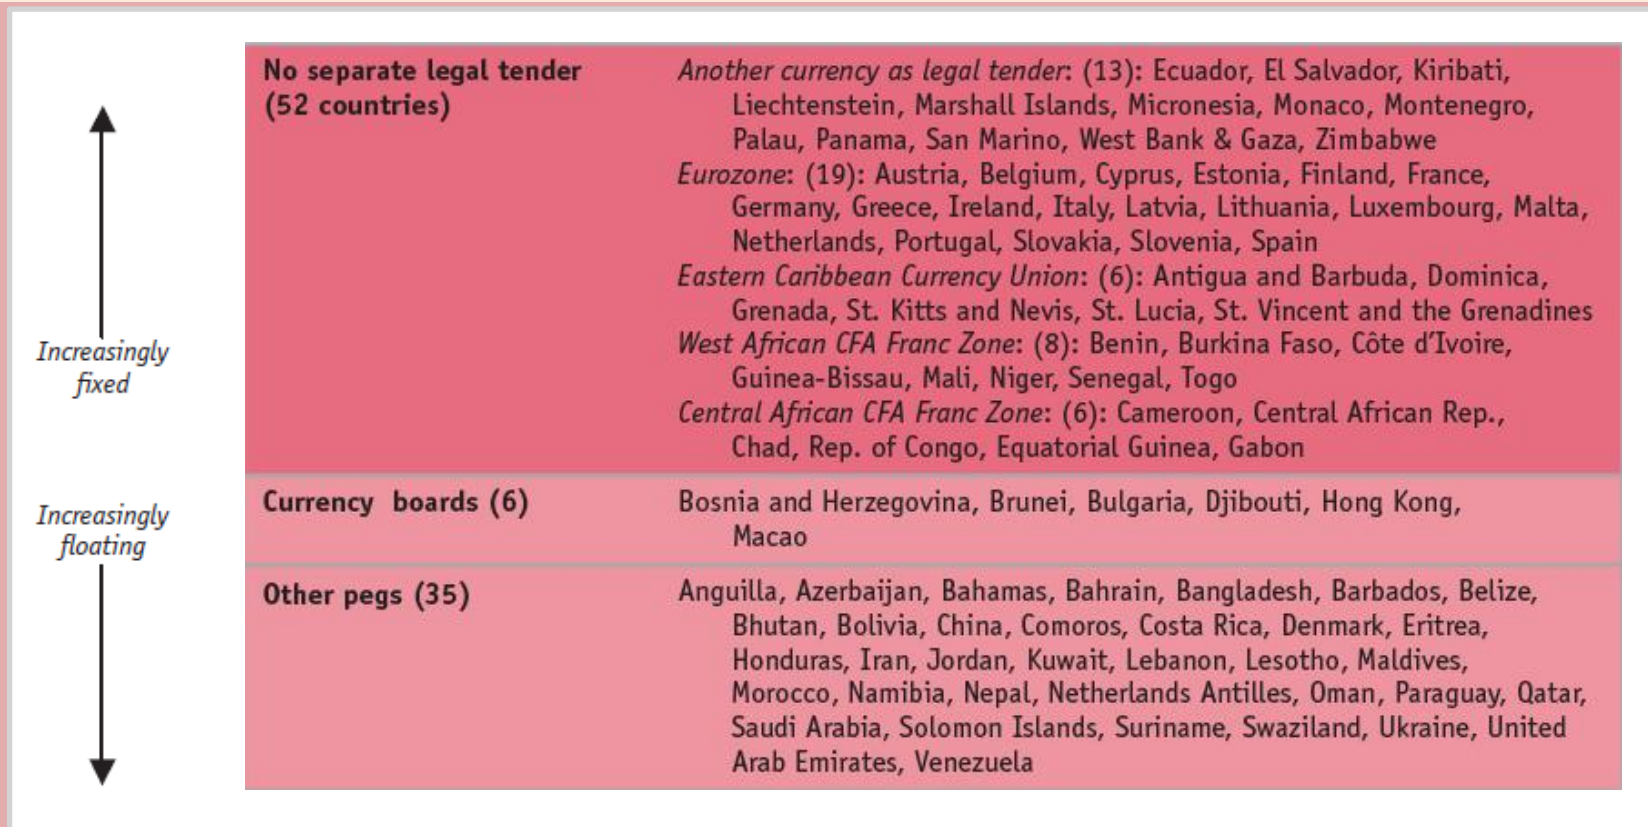 No separate legal tender
(52 countries)
Another currency as legal tender: (13): Ecuador, El Salvador, Kiribati,
Liechtenstein, Marshall Islands, Micronesia, Monaco, Montenegro,
Palau, Panama, San Marino, West Bank & Gaza, Zimbabwe
Eurozone: (19): Austria, Belgium, Cyprus, Estonia, Finland, France,
Germany, Greece, Ireland, Italy, Latvia, Lithuania, Luxembourg, Malta,
Netherlands, Portugal, Slovakia, Slovenia, Spain
Eastern Caribbean Currency Union: (6): Antigua and Barbuda, Dominica,
Grenada, St. Kitts and Nevis, St. Lucia, St. Vincent and the Grenadines
West African CFA Franc Zone: (8): Benin, Burkina Faso, Côte d’Ivoire,
Guinea-Bissau, Mali, Niger, Senegal, Togo
Central African CFA Franc Zone: (6): Cameroon, Central African Rep.,
Chad, Rep. of Congo, Equatorial Guinea, Gabon
Increasingly
fixed
Increasingly
floating
Currency boards (6)
Bosnia and Herzegovina, Brunei, Bulgaria, Djibouti, Hong Kong,
Macao
Other pegs (35)
Anguilla, Azerbaijan, Bahamas, Bahrain, Bangladesh, Barbados, Belize,
Bhutan, Bolivia, China, Comoros, Costa Rica, Denmark, Eritrea,
Honduras, Iran, Jordan, Kuwait, Lebanon, Lesotho, Maldives,
Morocco, Namibia, Nepal, Netherlands Antilles, Oman, Paraguay, Qatar,
Saudi Arabia, Solomon Islands, Suriname, Swaziland, Ukraine, United
Arab Emirates, Venezuela